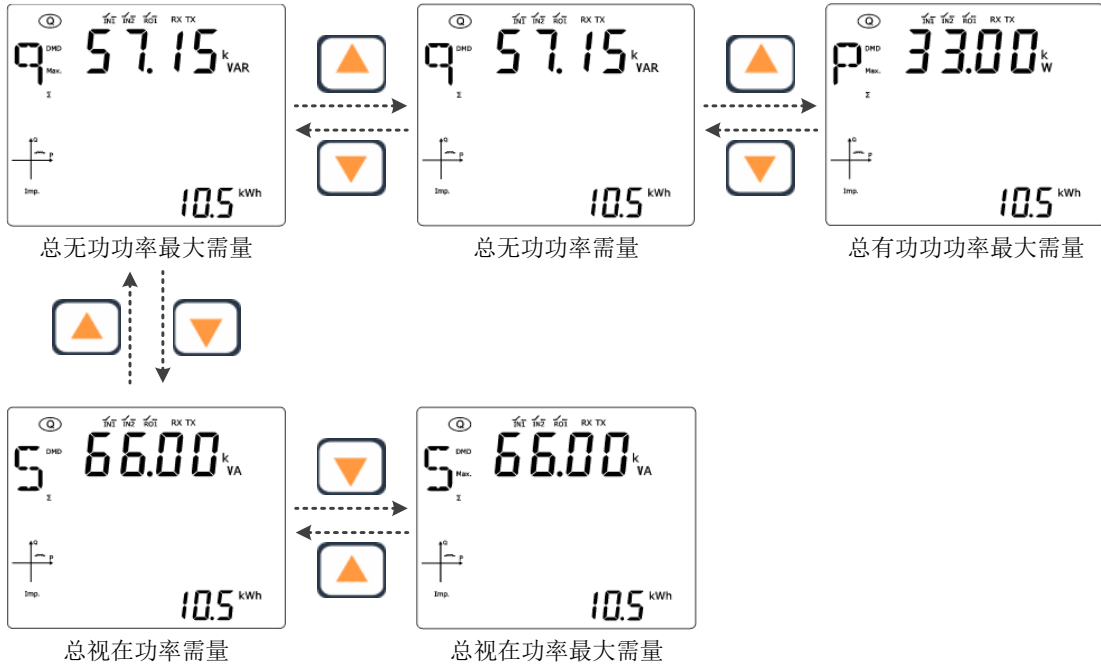 Q IN1 IN2 RO1 RX TX
q DMD Max. Σ 57.15 k VAR
Q
P
Imp.
10.5 kWh
总无功功率最大需量
Q IN1 IN2 RO1 RX TX
q DMD Σ 57.15 k VAR
Q
P
Imp.
10.5 kWh
总无功功率需量
Q IN1 IN2 RO1 RX TX
P DMD Max. Σ 33.00 k W
Q
P
Imp.
10.5 kWh
总有功功功率最大需量
Q IN1 IN2 RO1 RX TX
S DMD Σ 66.00 k VA
Q
P
Imp.
10.5 kWh
总视在功率需量
Q IN1 IN2 RO1 RX TX
S DMD Max. Σ 66.00 k VA
Q
P
Imp.
10.5 kWh
总视在功率最大需量